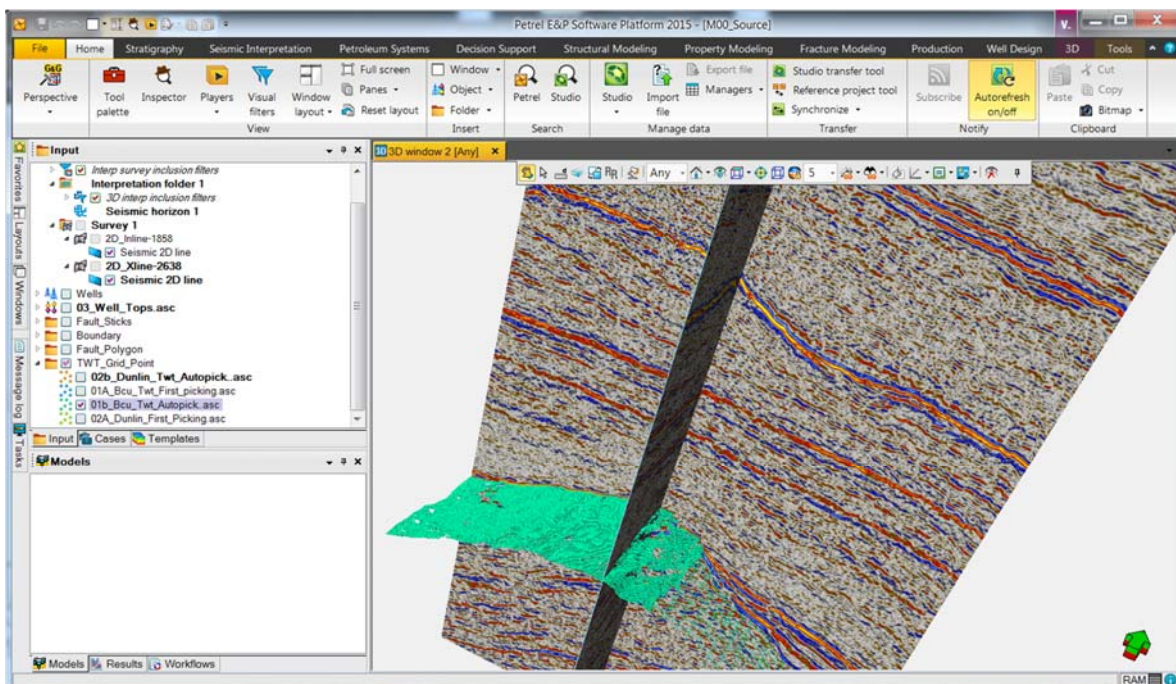 Petrel E&P Software Platform 2015 - [M00_Source]
V.
File Home Stratigraphy Seismic Interpretation Petroleum Systems Decision Support Structural Modeling Property Modeling Fracture Modeling Production Well Design 3D Tools
G&G
Perspective
Tool palette
Inspector
Players
Visual filters
Window layout
Full screen
Panes
Reset layout
View
Window
Object
Folder
Insert
Petrel
Studio
Search
Studio
Import file
Export file
Managers
Manage data
Studio transfer tool
Reference project tool
Synchronize
Transfer
Subscribe
Autorefresh on/off
Notify
Paste
Cut
Copy
Bitmap
Clipboard
Favorites
Layouts
Windows
Message log
Tasks
Input
Interp survey inclusion filters
Interpretation folder 1
3D interp inclusion filters
Seismic horizon 1
Survey 1
2D_Inline-1858
Seismic 2D line
2D_Xline-2638
Seismic 2D line
Wells
03_Well_Tops.asc
Fault_Sticks
Boundary
Fault_Polygon
TWT_Grid_Point
02b_Dunlin_Twt_Autopick..asc
01A_Bcu_Twt_First_picking.asc
01b_Bcu_Twt_Autopick..asc
02A_Dunlin_First_Picking.asc
Input Cases Templates
Models
Models Results Workflows
3D 3D window 2 [Any]
Any 5
RAM